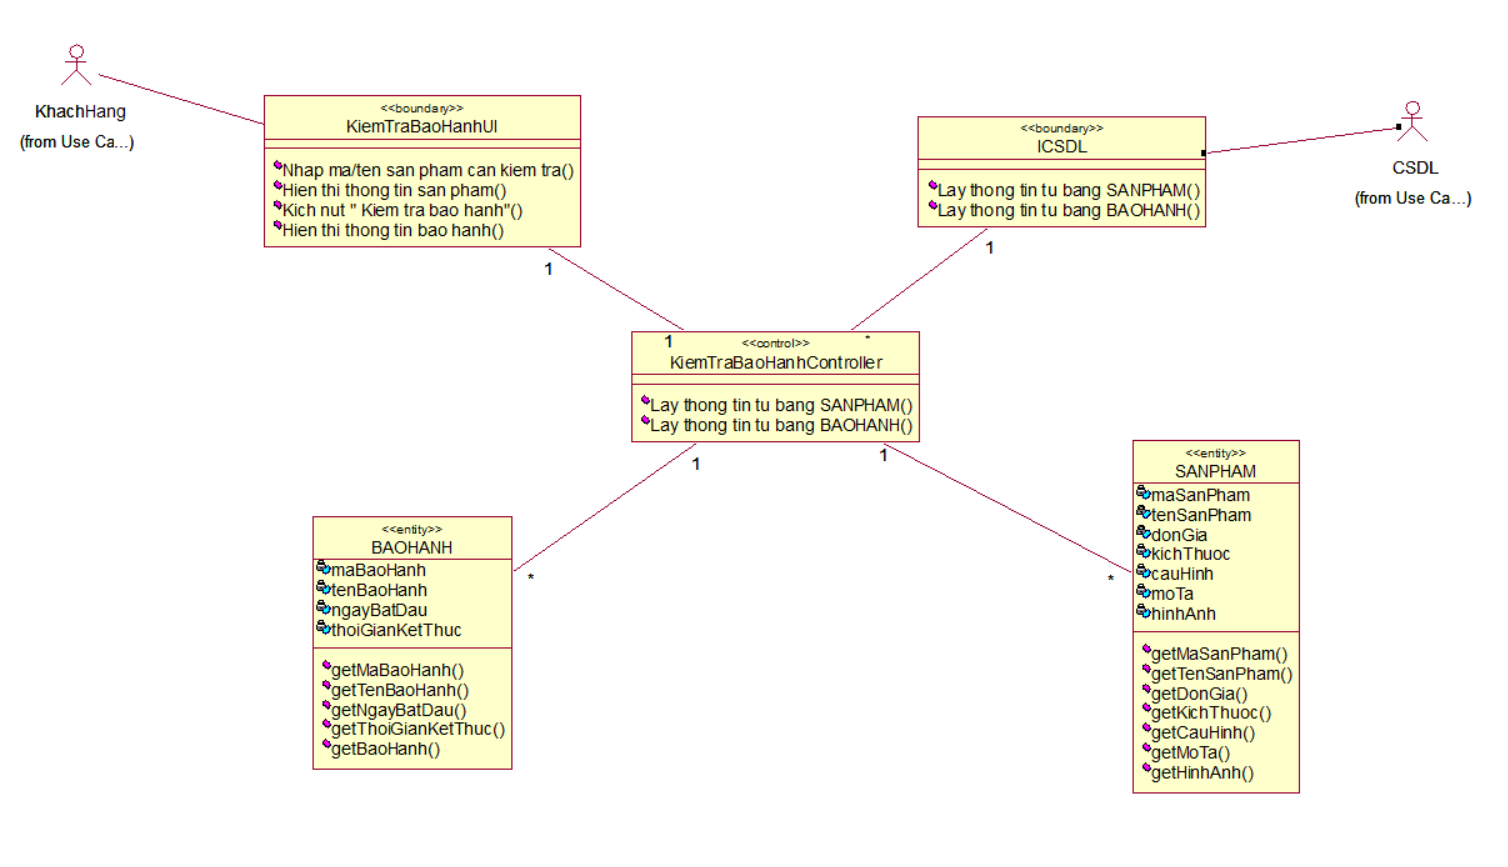 KhachHang
(from Use Ca...)
<<boundary>>
KiemTraBaoHanhUI
Nhap ma/ten san pham can kiem tra()
Hien thi thong tin san pham()
Kich nut " Kiem tra bao hanh"()
Hien thi thong tin bao hanh()
1
<<boundary>>
ICSDL
Lay thong tin tu bang SANPHAM()
Lay thong tin tu bang BAOHANH()
1
CSDL
(from Use Ca...)
1
*
<<control>>
KiemTraBaoHanhController
Lay thong tin tu bang SANPHAM()
Lay thong tin tu bang BAOHANH()
1
1
<<entity>>
BAOHANH
maBaoHanh
tenBaoHanh
ngayBatDau
thoiGianKetThuc
getMaBaoHanh()
getTenBaoHanh()
getNgayBatDau()
getThoiGianKetThuc()
getBaoHanh()
*
*
<<entity>>
SANPHAM
maSanPham
tenSanPham
donGia
kichThuoc
cauHinh
moTa
hinhAnh
getMaSanPham()
getTenSanPham()
getDonGia()
getKichThuoc()
getCauHinh()
getMoTa()
getHinhAnh()